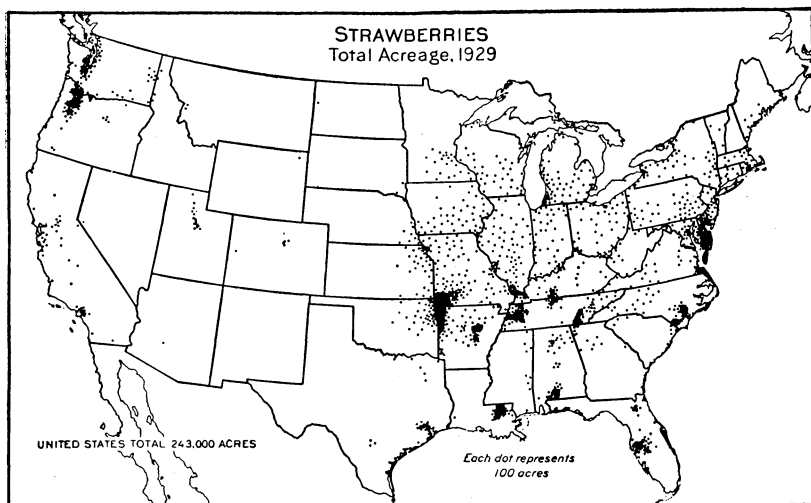 STRAWBERRIES
Total Acreage, 1929
UNITED STATES TOTAL 243,000 ACRES
Each dot represents
100 acres